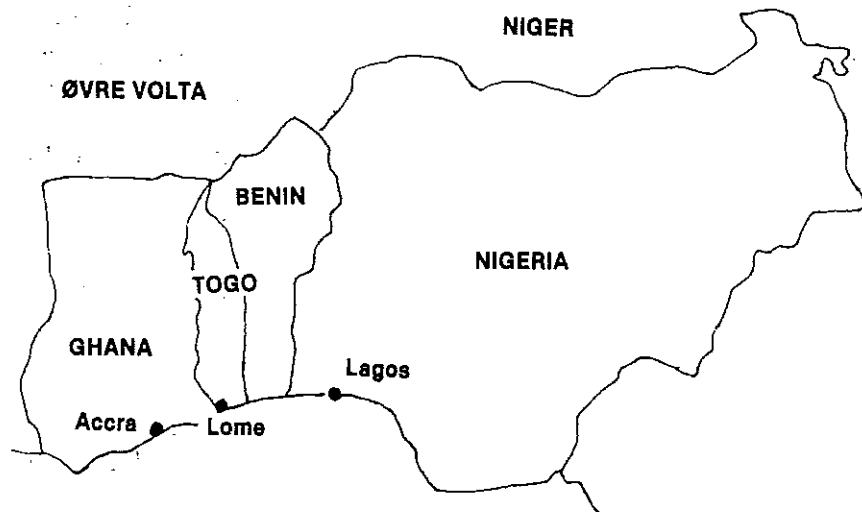 NIGER
ØVRE VOLTA
BENIN
TOGO
NIGERIA
GHANA
Lagos
Accra
Lome